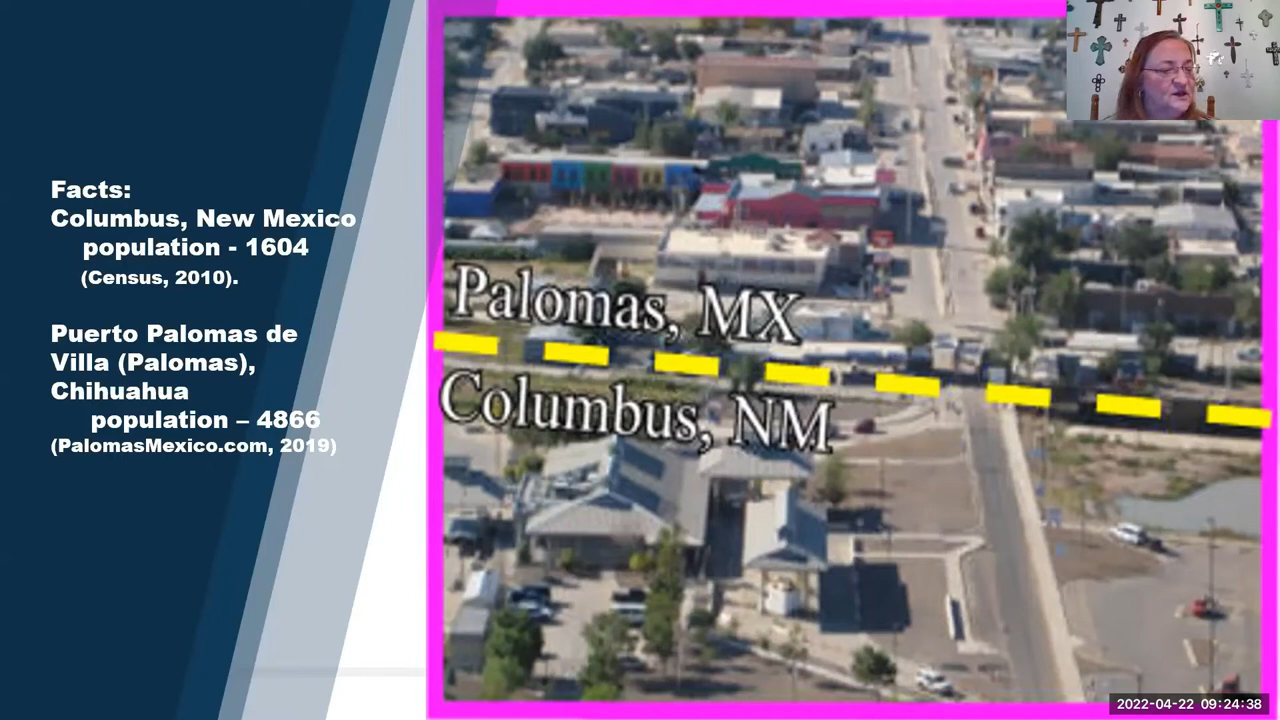 Facts:
Columbus, New Mexico
population - 1604
(Census, 2010).
Puerto Palomas de
Villa (Palomas),
Chihuahua
population – 4866
(PalomasMexico.com, 2019)
Palomas, MX
Columbus, NM
2022-04-22 09:24:38